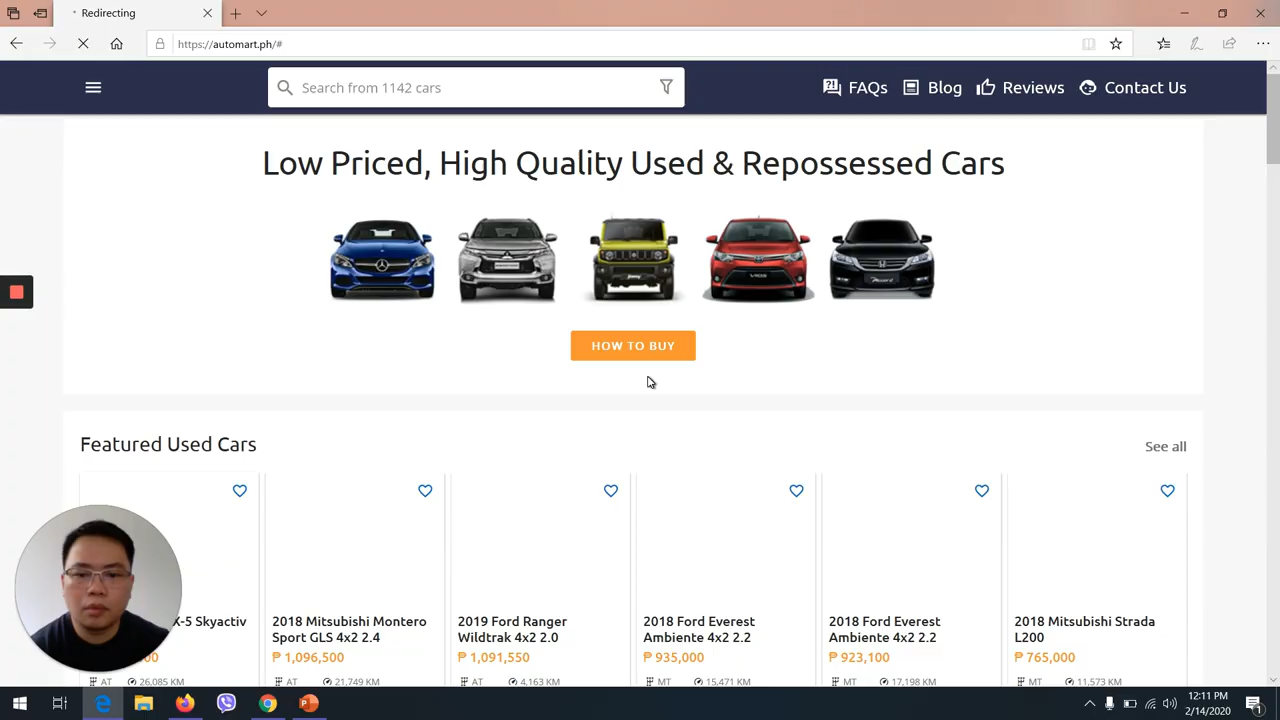 Redirecting
https://automart.ph/#
Search from 1142 cars
FAQs
Blog
Reviews
Contact Us
Low Priced, High Quality Used & Repossessed Cars
HOW TO BUY
Featured Used Cars
See all
X-5 Skyactiv
AT
26,085 KM
2018 Mitsubishi Montero
Sport GLS 4x2 2.4
₱ 1,096,500
AT
21,749 KM
2019 Ford Ranger
Wildtrak 4x2 2.0
₱ 1,091,550
AT
4,163 KM
2018 Ford Everest
Ambiente 4x2 2.2
₱ 935,000
MT
15,471 KM
2018 Ford Everest
Ambiente 4x2 2.2
₱ 923,100
MT
17,198 KM
2018 Mitsubishi Strada
L200
₱ 765,000
MT
11,573 KM
12:11 PM
2/14/2020